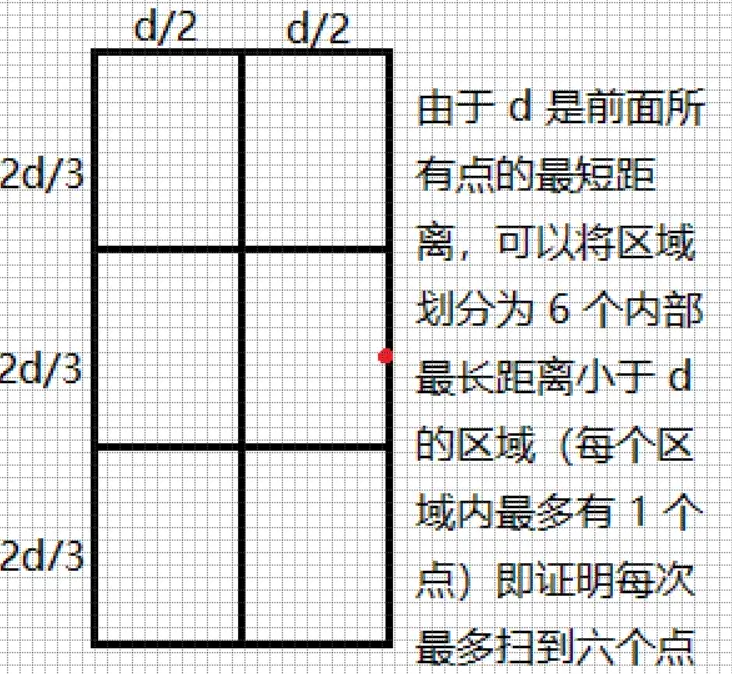 d/2 d/2
2d/3
2d/3
2d/3
由于 d 是前面所
有点的最短距
离，可以将区域
划分为 6 个内部
最长距离小于 d
的区域（每个区
域内最多有 1 个
点）即证明每次
最多扫到六个点